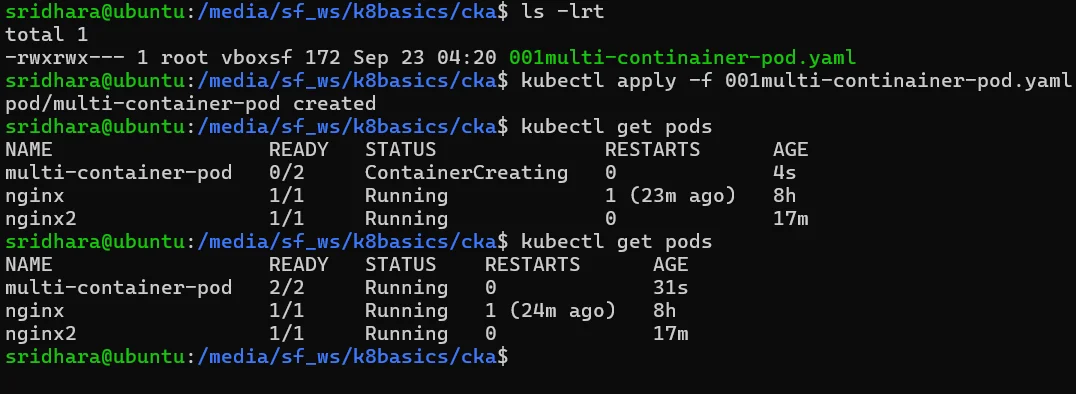 sridhara@ubuntu:/media/sf_ws/k8basics/cka$ ls -lrt
total 1
-rwxrwx--- 1 root vboxsf 172 Sep 23 04:20 001multi-continainer-pod.yaml
sridhara@ubuntu:/media/sf_ws/k8basics/cka$ kubectl apply -f 001multi-continainer-pod.yaml
pod/multi-container-pod created
sridhara@ubuntu:/media/sf_ws/k8basics/cka$ kubectl get pods
NAME                  READY   STATUS              RESTARTS      AGE
multi-container-pod   0/2     ContainerCreating   0             4s
nginx                 1/1     Running             1 (23m ago)   8h
nginx2                1/1     Running             0             17m
sridhara@ubuntu:/media/sf_ws/k8basics/cka$ kubectl get pods
NAME                  READY   STATUS    RESTARTS      AGE
multi-container-pod   2/2     Running   0             31s
nginx                 1/1     Running   1 (24m ago)   8h
nginx2                1/1     Running   0             17m
sridhara@ubuntu:/media/sf_ws/k8basics/cka$